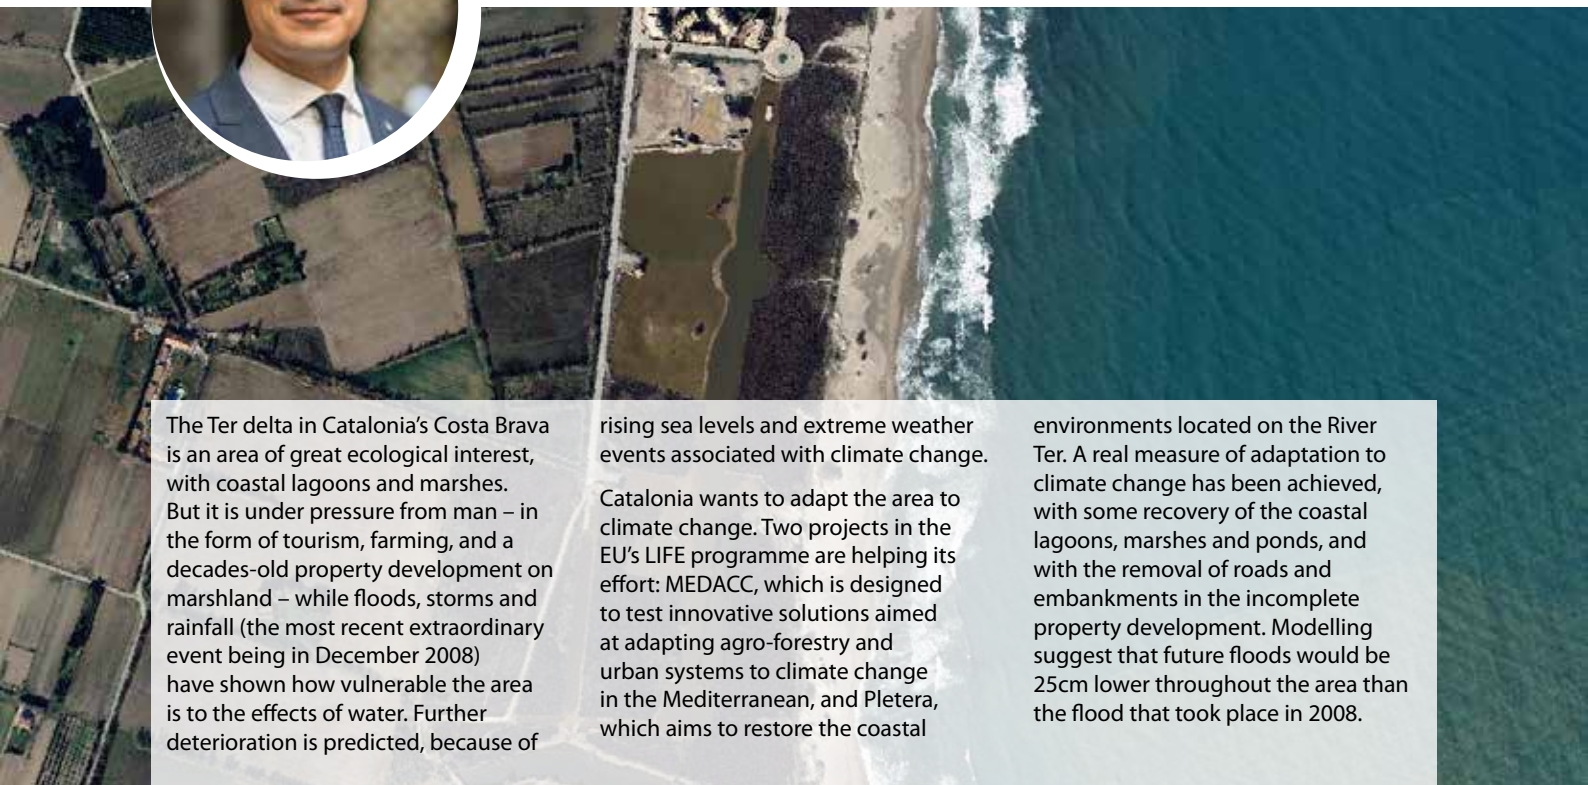 The Ter delta in Catalonia’s Costa Brava
is an area of great ecological interest,
with coastal lagoons and marshes.
But it is under pressure from man – in
the form of tourism, farming, and a
decades-old property development on
marshland – while floods, storms and
rainfall (the most recent extraordinary
event being in December 2008)
have shown how vulnerable the area
is to the effects of water. Further
deterioration is predicted, because of
rising sea levels and extreme weather
events associated with climate change.
Catalonia wants to adapt the area to
climate change. Two projects in the
EU’s LIFE programme are helping its
effort: MEDACC, which is designed
to test innovative solutions aimed
at adapting agro-forestry and
urban systems to climate change
in the Mediterranean, and Pletera,
which aims to restore the coastal
environments located on the River
Ter. A real measure of adaptation to
climate change has been achieved,
with some recovery of the coastal
lagoons, marshes and ponds, and
with the removal of roads and
embankments in the incomplete
property development. Modelling
suggest that future floods would be
25cm lower throughout the area than
the flood that took place in 2008.